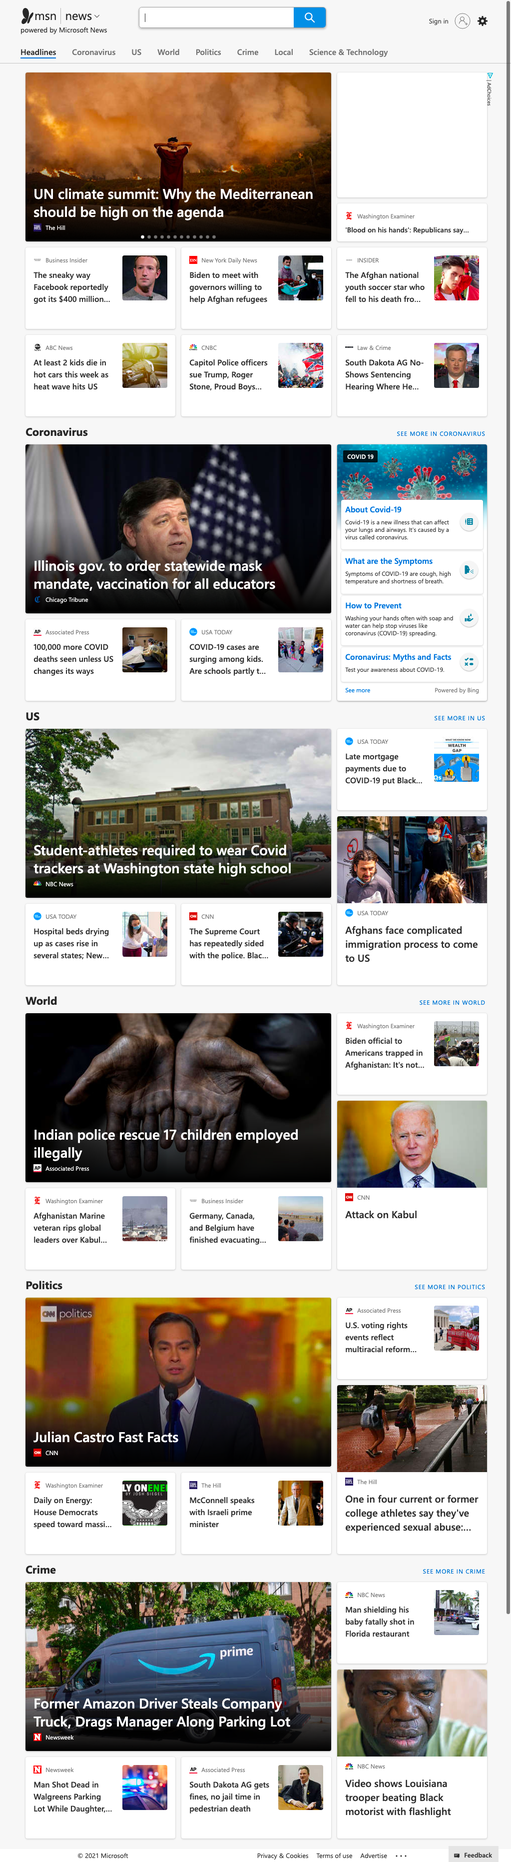 msn | news
powered by Microsoft News
Sign in
Headlines Coronavirus US World Politics Crime Local Science & Technology
UN climate summit: Why the Mediterranean
should be high on the agenda
The Hill
AdChoices
Washington Examiner
'Blood on his hands': Republicans say...
Business Insider
The sneaky way
Facebook reportedly
got its $400 million...
New York Daily News
Biden to meet with
governors willing to
help Afghan refugees
INSIDER
The Afghan national
youth soccer star who
fell to his death fro...
ABC News
At least 2 kids die in
hot cars this week as
heat wave hits US
CNBC
Capitol Police officers
sue Trump, Roger
Stone, Proud Boys...
Law & Crime
South Dakota AG No-
Shows Sentencing
Hearing Where He...
Coronavirus
SEE MORE IN CORONAVIRUS
Illinois gov. to order statewide mask
mandate, vaccination for all educators
Chicago Tribune
COVID 19
About Covid-19
Covid-19 is a new illness that can affect
your lungs and airways. It's caused by a
virus called coronavirus.
What are the Symptoms
Symptoms of COVID-19 are cough, high
temperature and shortness of breath.
How to Prevent
Washing your hands often with soap and
water can help stop viruses like
coronavirus (COVID-19) spreading.
Coronavirus: Myths and Facts
Test your awareness about COVID-19.
See more
Powered by Bing
Associated Press
100,000 more COVID
deaths seen unless US
changes its ways
USA TODAY
COVID-19 cases are
surging among kids.
Are schools partly t...
US
SEE MORE IN US
Student-athletes required to wear Covid
trackers at Washington state high school
NBC News
USA TODAY
Late mortgage
payments due to
COVID-19 put Black...
WEALTH
GAP
USA TODAY
Afghans face complicated
immigration process to come
to US
USA TODAY
Hospital beds drying
up as cases rise in
several states; New...
CNN
The Supreme Court
has repeatedly sided
with the police. Blac...
World
SEE MORE IN WORLD
Indian police rescue 17 children employed
illegally
Associated Press
Washington Examiner
Biden official to
Americans trapped in
Afghanistan: It's not...
CNN
Attack on Kabul
Washington Examiner
Afghanistan Marine
veteran rips global
leaders over Kabul...
Business Insider
Germany, Canada,
and Belgium have
finished evacuating...
Politics
SEE MORE IN POLITICS
CNN politics
Julian Castro Fast Facts
CNN
Associated Press
U.S. voting rights
events reflect
multiracial reform...
The Hill
One in four current or former
college athletes say they've
experienced sexual abuse:...
Washington Examiner
Daily on Energy:
House Democrats
speed toward massi...
LY ON ENE
The Hill
McConnell speaks
with Israeli prime
minister
Crime
SEE MORE IN CRIME
prime
Former Amazon Driver Steals Company
Truck, Drags Manager Along Parking Lot
Newsweek
NBC News
Man shielding his
baby fatally shot in
Florida restaurant
NBC News
Video shows Louisiana
trooper beating Black
motorist with flashlight
Newsweek
Man Shot Dead in
Walgreens Parking
Lot While Daughter,...
Associated Press
South Dakota AG gets
fines, no jail time in
pedestrian death
© 2021 Microsoft
Privacy & Cookies Terms of use Advertise ...
Feedback